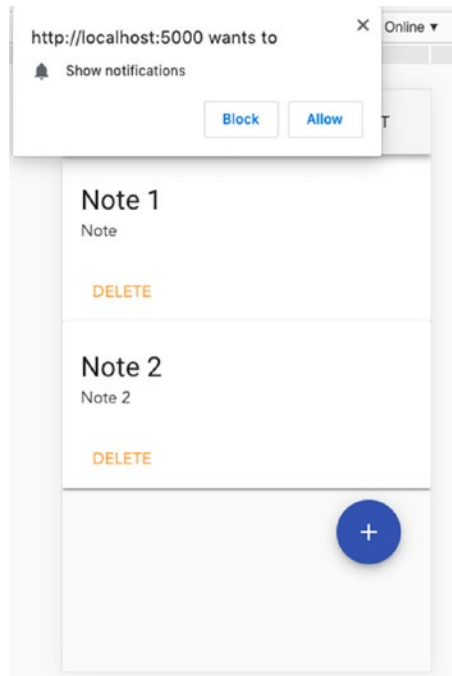 http://localhost:5000 wants to
Online ▼
Show notifications
Block Allow
T
Note 1
Note
DELETE
Note 2
Note 2
DELETE
+